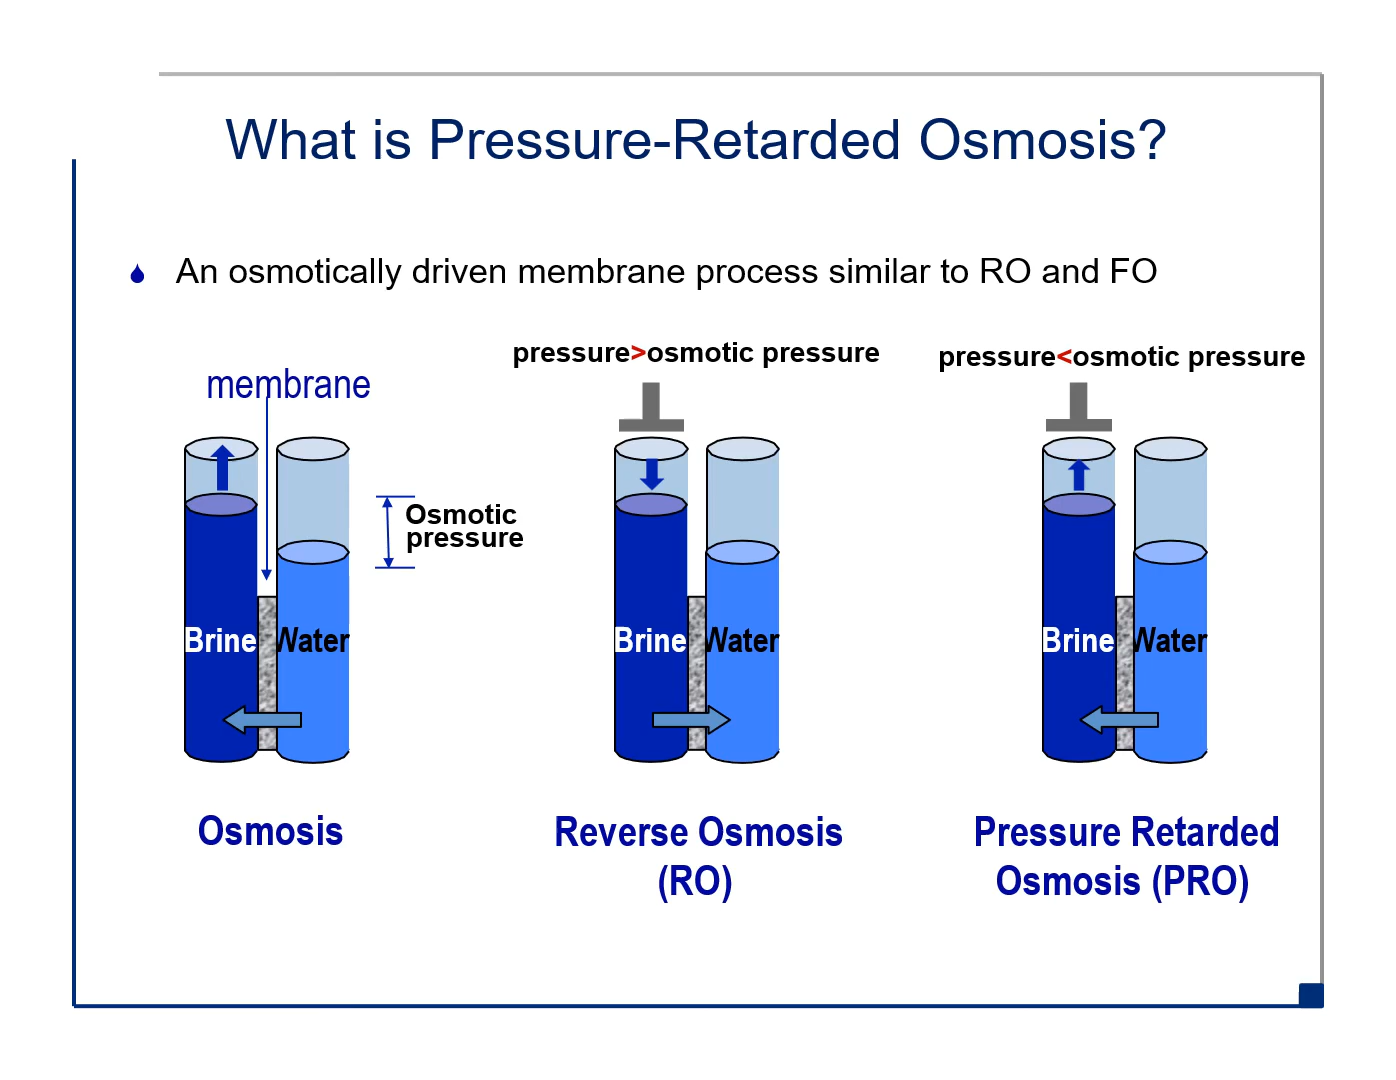 What is Pressure-Retarded Osmosis?
An osmotically driven membrane process similar to RO and FO
pressure>osmotic pressure
pressure<osmotic pressure
membrane
Osmotic
pressure
Brine
Water
Brine
Water
Brine
Water
Osmosis
Reverse Osmosis
(RO)
Pressure Retarded
Osmosis (PRO)